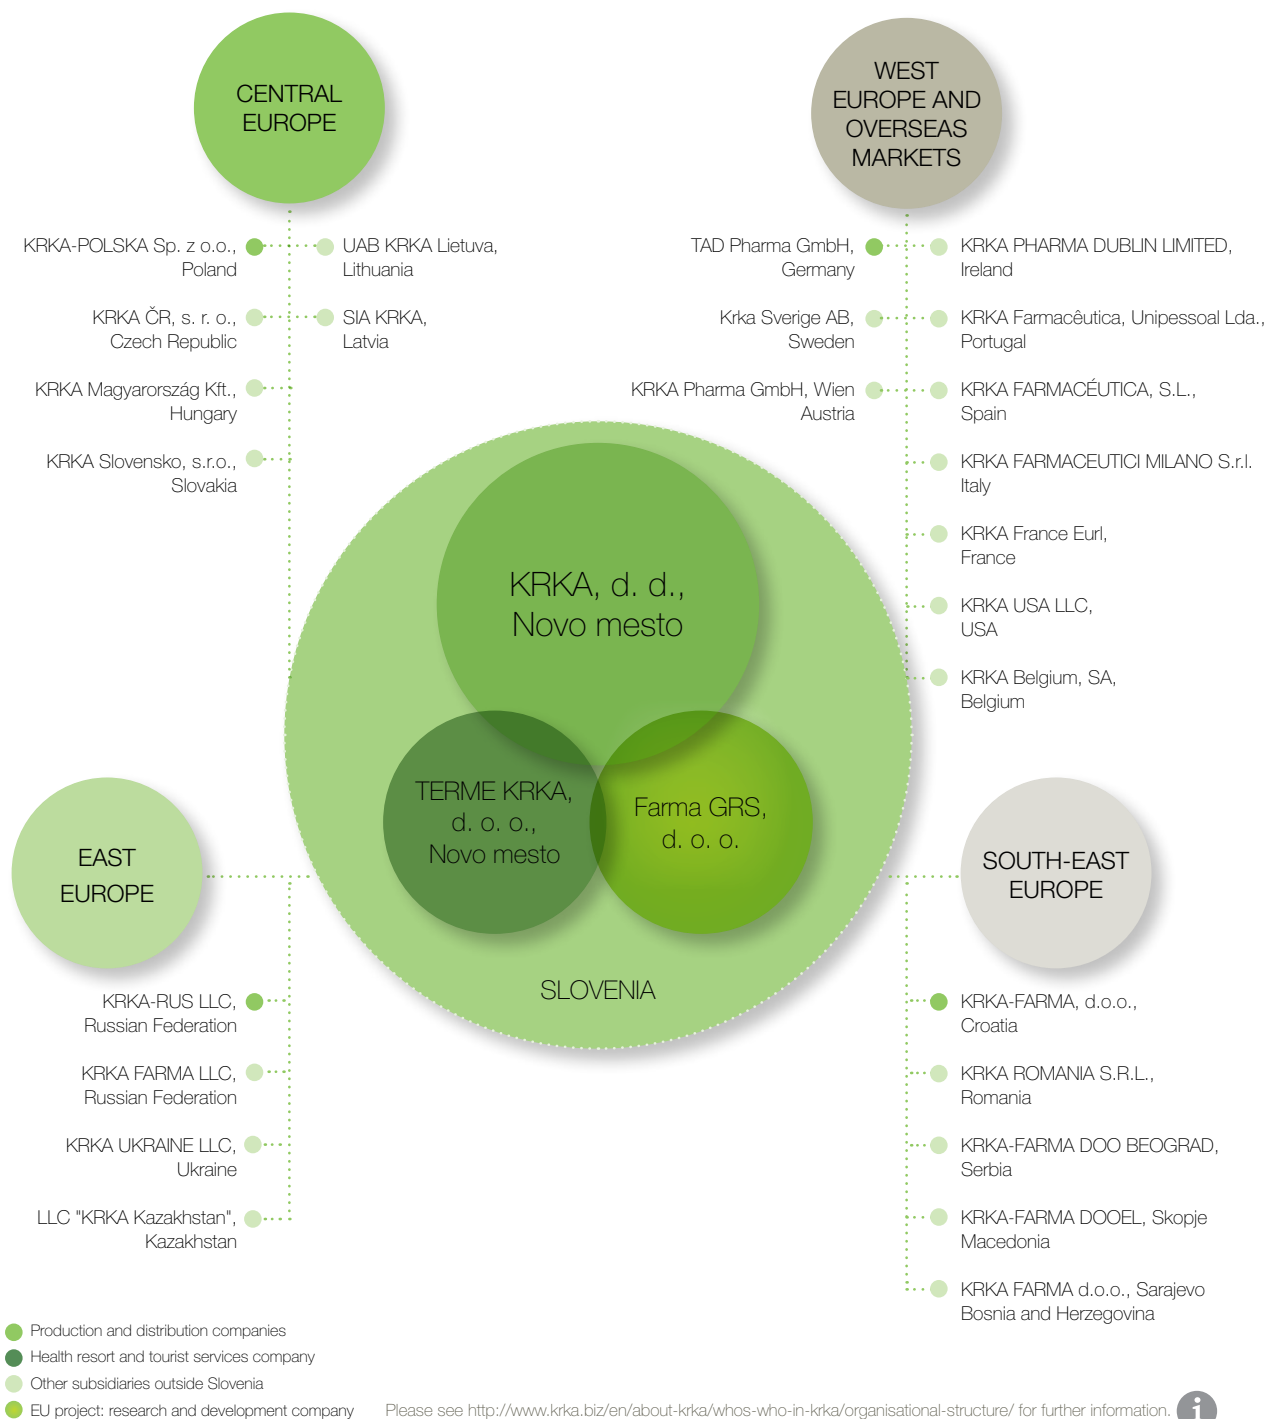 CENTRAL
EUROPE
WEST
EUROPE AND
OVERSEAS
MARKETS
KRKA-POLSKA Sp. z o.o.,
Poland
UAB KRKA Lietuva,
Lithuania
KRKA ČR, s. r. o.,
Czech Republic
SIA KRKA,
Latvia
KRKA Magyarország Kft.,
Hungary
KRKA Slovensko, s.r.o.,
Slovakia
TAD Pharma GmbH,
Germany
KRKA PHARMA DUBLIN LIMITED,
Ireland
Krka Sverige AB,
Sweden
KRKA Farmacêutica, Unipessoal Lda.,
Portugal
KRKA Pharma GmbH, Wien
Austria
KRKA FARMACÉUTICA, S.L.,
Spain
KRKA FARMACEUTICI MILANO S.r.l.
Italy
KRKA France Eurl,
France
KRKA USA LLC,
USA
KRKA Belgium, SA,
Belgium
KRKA, d. d.,
Novo mesto
TERME KRKA,
d. o. o.,
Novo mesto
Farma GRS,
d. o. o.
SLOVENIA
EAST
EUROPE
KRKA-RUS LLC,
Russian Federation
KRKA FARMA LLC,
Russian Federation
KRKA UKRAINE LLC,
Ukraine
LLC "KRKA Kazakhstan",
Kazakhstan
SOUTH-EAST
EUROPE
KRKA-FARMA, d.o.o.,
Croatia
KRKA ROMANIA S.R.L.,
Romania
KRKA-FARMA DOO BEOGRAD,
Serbia
KRKA-FARMA DOOEL, Skopje
Macedonia
KRKA FARMA d.o.o., Sarajevo
Bosnia and Herzegovina
Production and distribution companies
Health resort and tourist services company
Other subsidiaries outside Slovenia
EU project: research and development company
Please see http://www.krka.biz/en/about-krka/whos-who-in-krka/organisational-structure/ for further information.
i